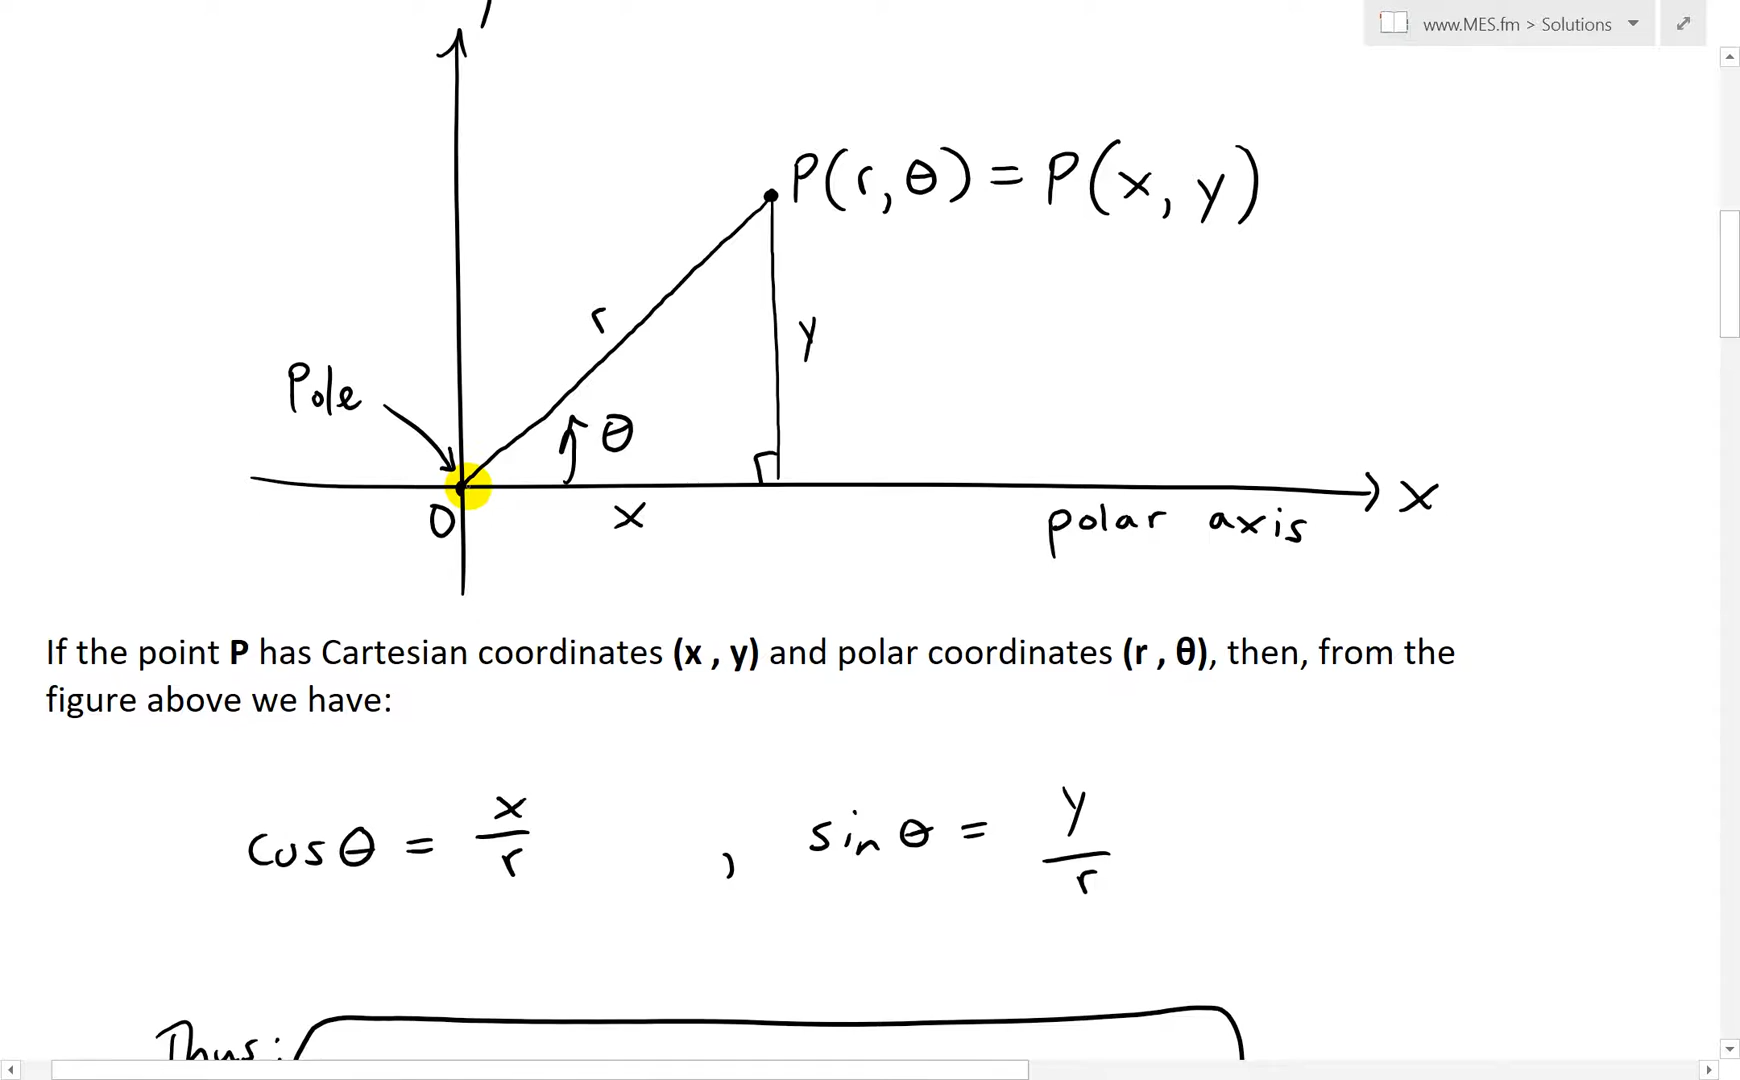 www.MES.fm > Solutions
P(r, θ) = P(x, y)
r
y
Pole
θ
O
x
x
polar axis
If the point P has Cartesian coordinates (x , y) and polar coordinates (r , θ), then, from the
figure above we have:
cosθ = x/r , sin θ = y/r
Thus: